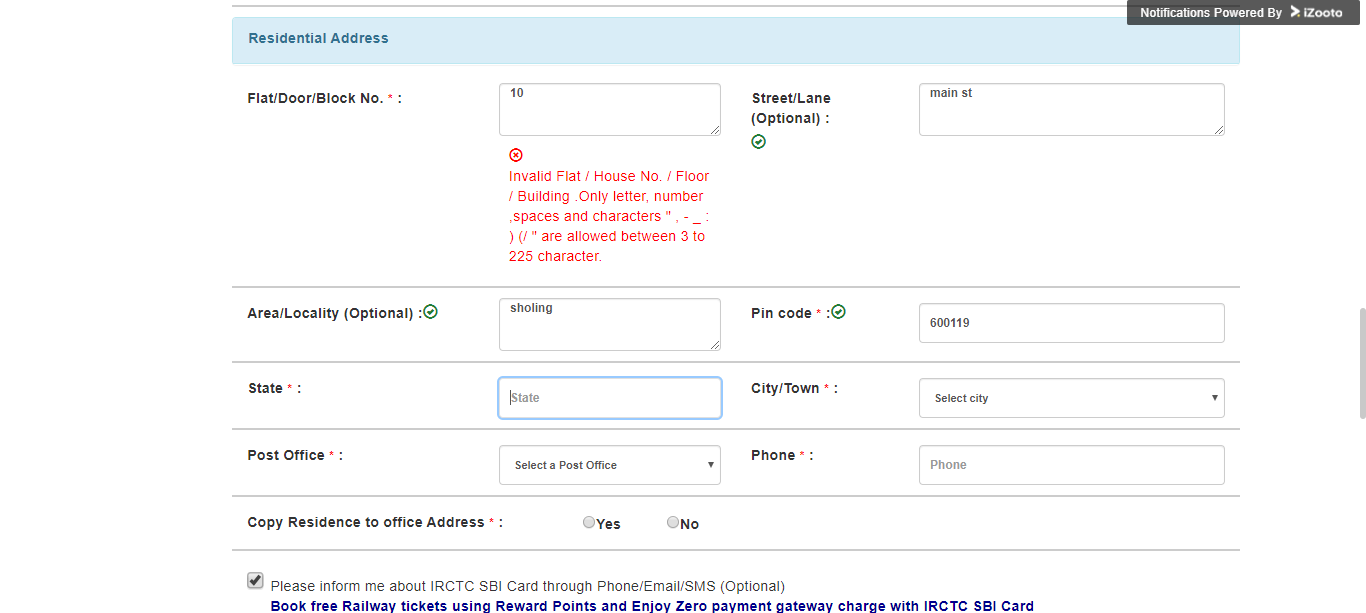 Notifications Powered By iZooto
Residential Address
Flat/Door/Block No. * :
10
Street/Lane
(Optional) :
main st
Invalid Flat / House No. / Floor
/ Building .Only letter, number
,spaces and characters " , - _ :
) (/ " are allowed between 3 to
225 character.
Area/Locality (Optional) :
sholing
Pin code * :
600119
State * :
State
City/Town * :
Select city
Post Office * :
Select a Post Office
Phone * :
Phone
Copy Residence to office Address * :
Yes
No
Please inform me about IRCTC SBI Card through Phone/Email/SMS (Optional)
Book free Railway tickets using Reward Points and Enjoy Zero payment gateway charge with IRCTC SBI Card